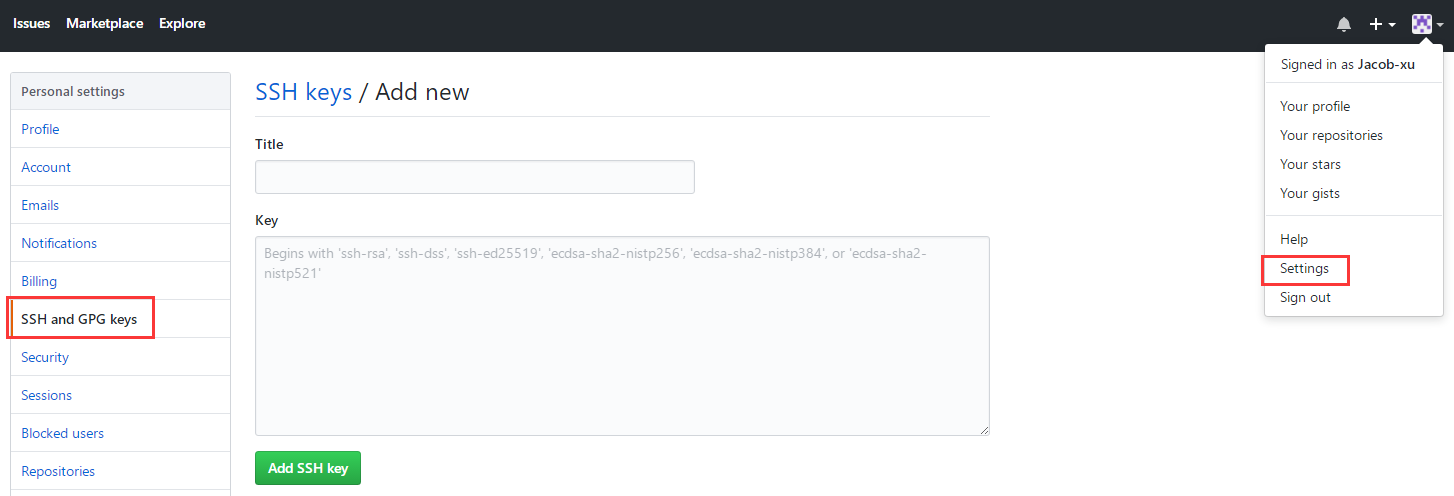 Issues Marketplace Explore
Signed in as Jacob-xu
Your profile
Your repositories
Your stars
Your gists
Help
Settings
Sign out
Personal settings
Profile
Account
Emails
Notifications
Billing
SSH and GPG keys
Security
Sessions
Blocked users
Repositories
SSH keys / Add new
Title
Key
Begins with 'ssh-rsa', 'ssh-dss', 'ssh-ed25519', 'ecdsa-sha2-nistp256', 'ecdsa-sha2-nistp384', or 'ecdsa-sha2-
nistp521'
Add SSH key